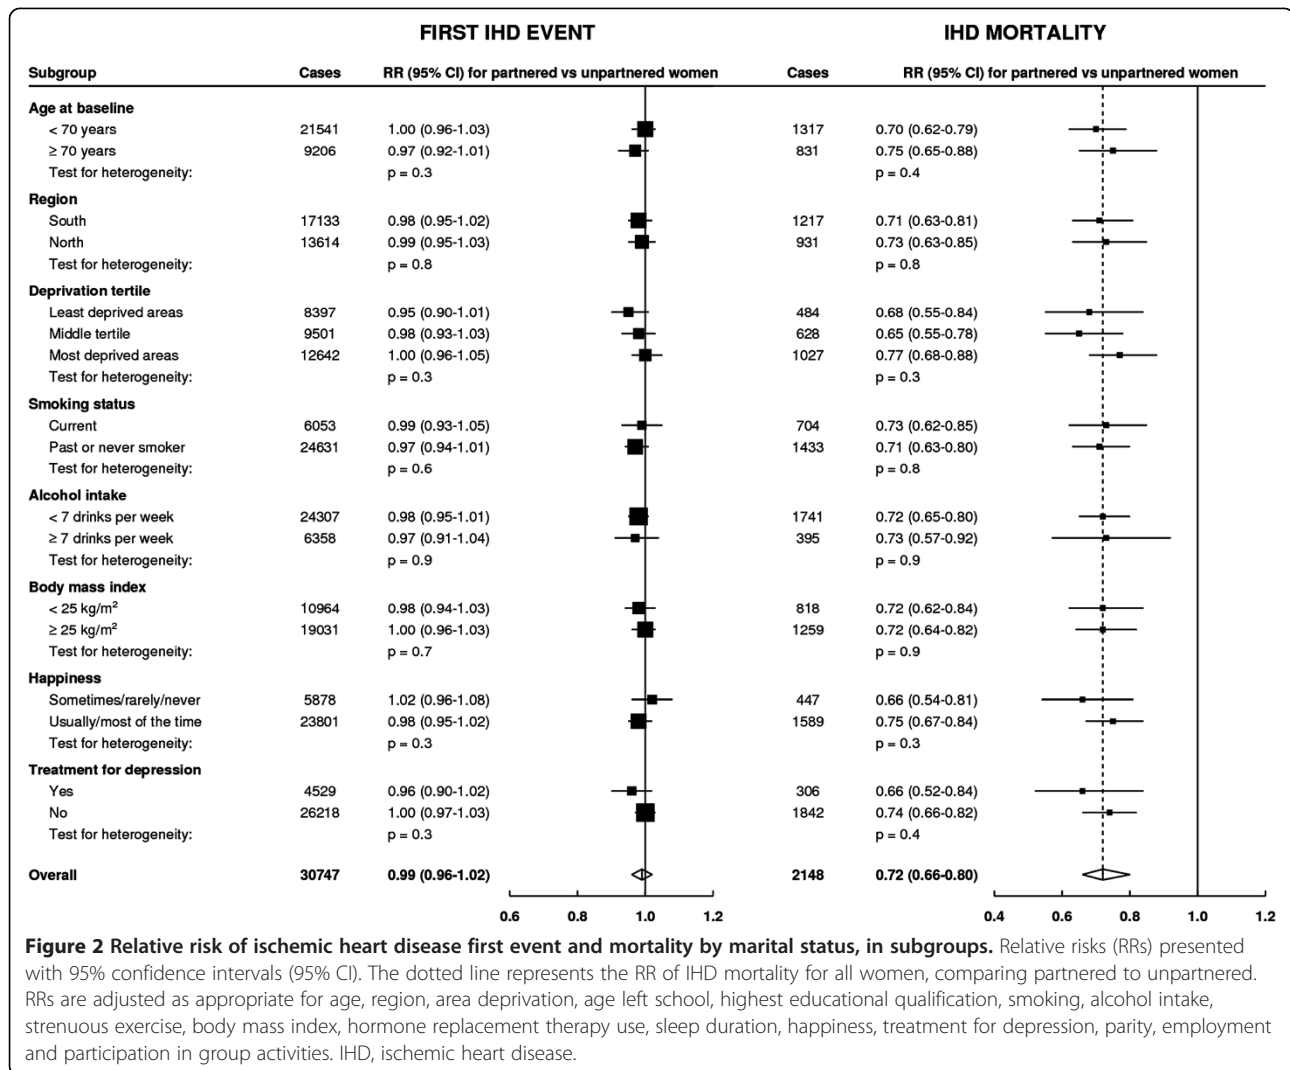 FIRST IHD EVENT IHD MORTALITY
Subgroup Cases RR (95% CI) for partnered vs unpartnered women Cases RR (95% CI) for partnered vs unpartnered women
Age at baseline
< 70 years 21541 1.00 (0.96-1.03) 1317 0.70 (0.62-0.79)
≥ 70 years 9206 0.97 (0.92-1.01) 831 0.75 (0.65-0.88)
Test for heterogeneity: p = 0.3 p = 0.4
Region
South 17133 0.98 (0.95-1.02) 1217 0.71 (0.63-0.81)
North 13614 0.99 (0.95-1.03) 931 0.73 (0.63-0.85)
Test for heterogeneity: p = 0.8 p = 0.8
Deprivation tertile
Least deprived areas 8397 0.95 (0.90-1.01) 484 0.68 (0.55-0.84)
Middle tertile 9501 0.98 (0.93-1.03) 628 0.65 (0.55-0.78)
Most deprived areas 12642 1.00 (0.96-1.05) 1027 0.77 (0.68-0.88)
Test for heterogeneity: p = 0.3 p = 0.3
Smoking status
Current 6053 0.99 (0.93-1.05) 704 0.73 (0.62-0.85)
Past or never smoker 24631 0.97 (0.94-1.01) 1433 0.71 (0.63-0.80)
Test for heterogeneity: p = 0.6 p = 0.8
Alcohol intake
< 7 drinks per week 24307 0.98 (0.95-1.01) 1741 0.72 (0.65-0.80)
≥ 7 drinks per week 6358 0.97 (0.91-1.04) 395 0.73 (0.57-0.92)
Test for heterogeneity: p = 0.9 p = 0.9
Body mass index
< 25 kg/m² 10964 0.98 (0.94-1.03) 818 0.72 (0.62-0.84)
≥ 25 kg/m² 19031 1.00 (0.96-1.03) 1259 0.72 (0.64-0.82)
Test for heterogeneity: p = 0.7 p = 0.9
Happiness
Sometimes/rarely/never 5878 1.02 (0.96-1.08) 447 0.66 (0.54-0.81)
Usually/most of the time 23801 0.98 (0.95-1.02) 1589 0.75 (0.67-0.84)
Test for heterogeneity: p = 0.3 p = 0.3
Treatment for depression
Yes 4529 0.96 (0.90-1.02) 306 0.66 (0.52-0.84)
No 26218 1.00 (0.97-1.03) 1842 0.74 (0.66-0.82)
Test for heterogeneity: p = 0.3 p = 0.4
Overall 30747 0.99 (0.96-1.02) 2148 0.72 (0.66-0.80)
0.6 0.8 1.0 1.2 0.4 0.6 0.8 1.0 1.2
Figure 2 Relative risk of ischemic heart disease first event and mortality by marital status, in subgroups. Relative risks (RRs) presented
with 95% confidence intervals (95% CI). The dotted line represents the RR of IHD mortality for all women, comparing partnered to unpartnered.
RRs are adjusted as appropriate for age, region, area deprivation, age left school, highest educational qualification, smoking, alcohol intake,
strenuous exercise, body mass index, hormone replacement therapy use, sleep duration, happiness, treatment for depression, parity, employment
and participation in group activities. IHD, ischemic heart disease.